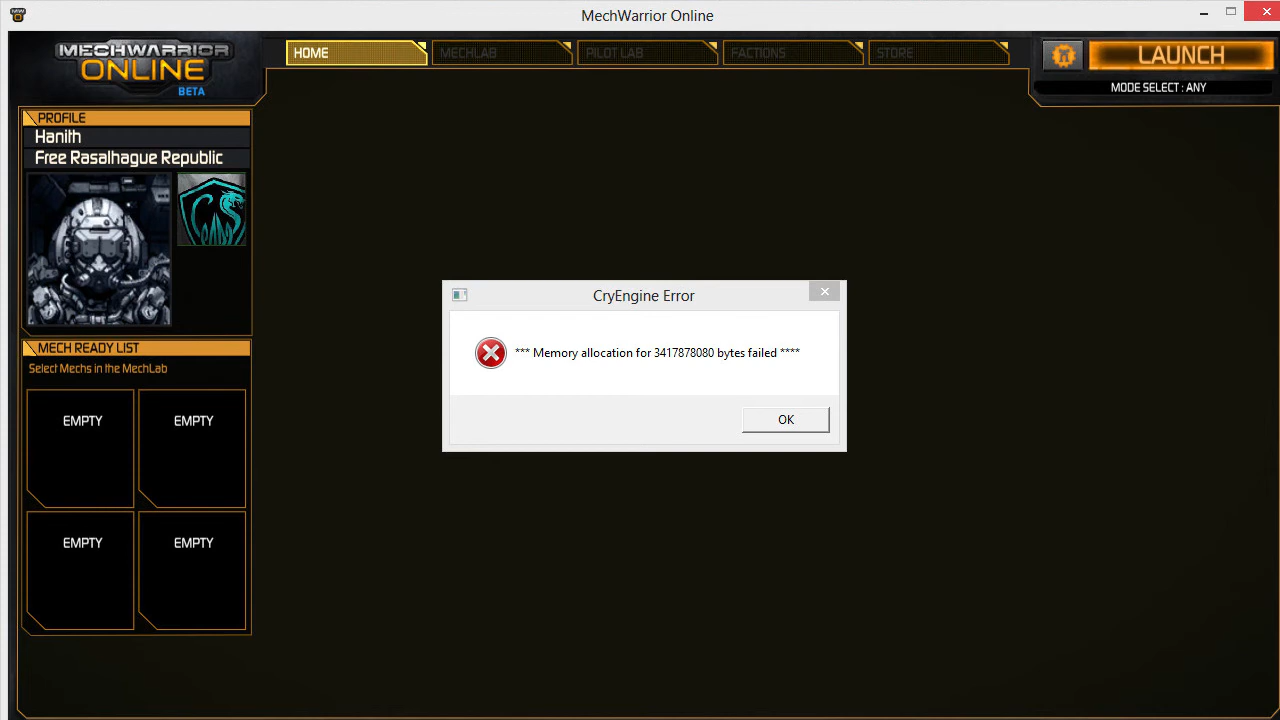 MechWarrior Online
MECHWARRIOR
ONLINE
BETA
HOME
MECHLAB
PILOT LAB
FACTIONS
STORE
LAUNCH
MODE SELECT : ANY
PROFILE
Hanith
Free Rasalhague Republic
MECH READY LIST
Select Mechs in the MechLab
EMPTY
EMPTY
EMPTY
EMPTY
CryEngine Error
*** Memory allocation for 3417878080 bytes failed ****
OK